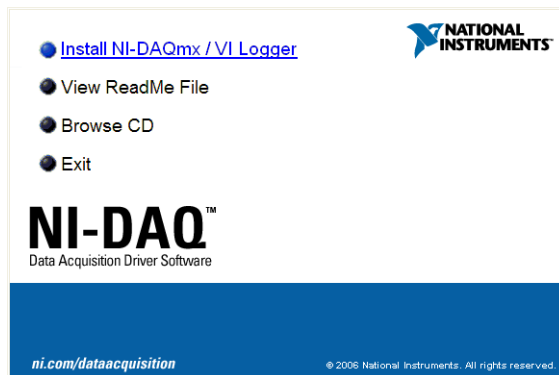 NATIONAL
INSTRUMENTS™
Install NI-DAQmx / VI Logger
View ReadMe File
Browse CD
Exit
NI-DAQ™
Data Acquisition Driver Software
ni.com/dataacquisition
© 2006 National Instruments. All rights reserved.